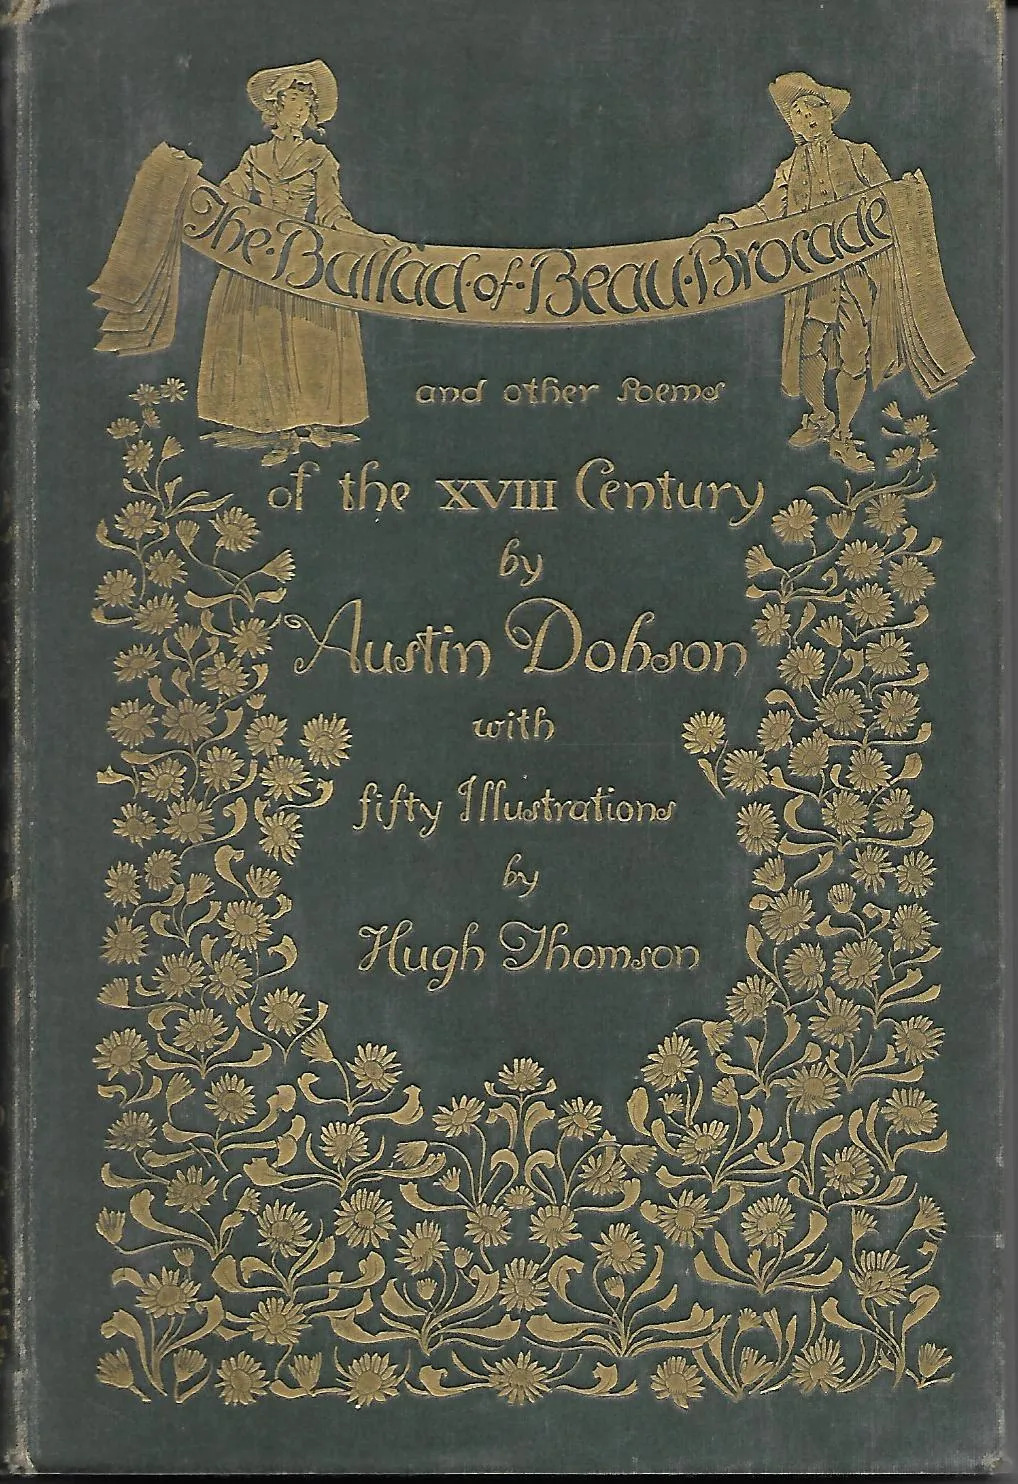 The·Ballad·of·Beau·Brocade
and other Poems
of the XVIII Century
by
Austin Dobson
with
fifty Illustrations
by
Hugh Thomson